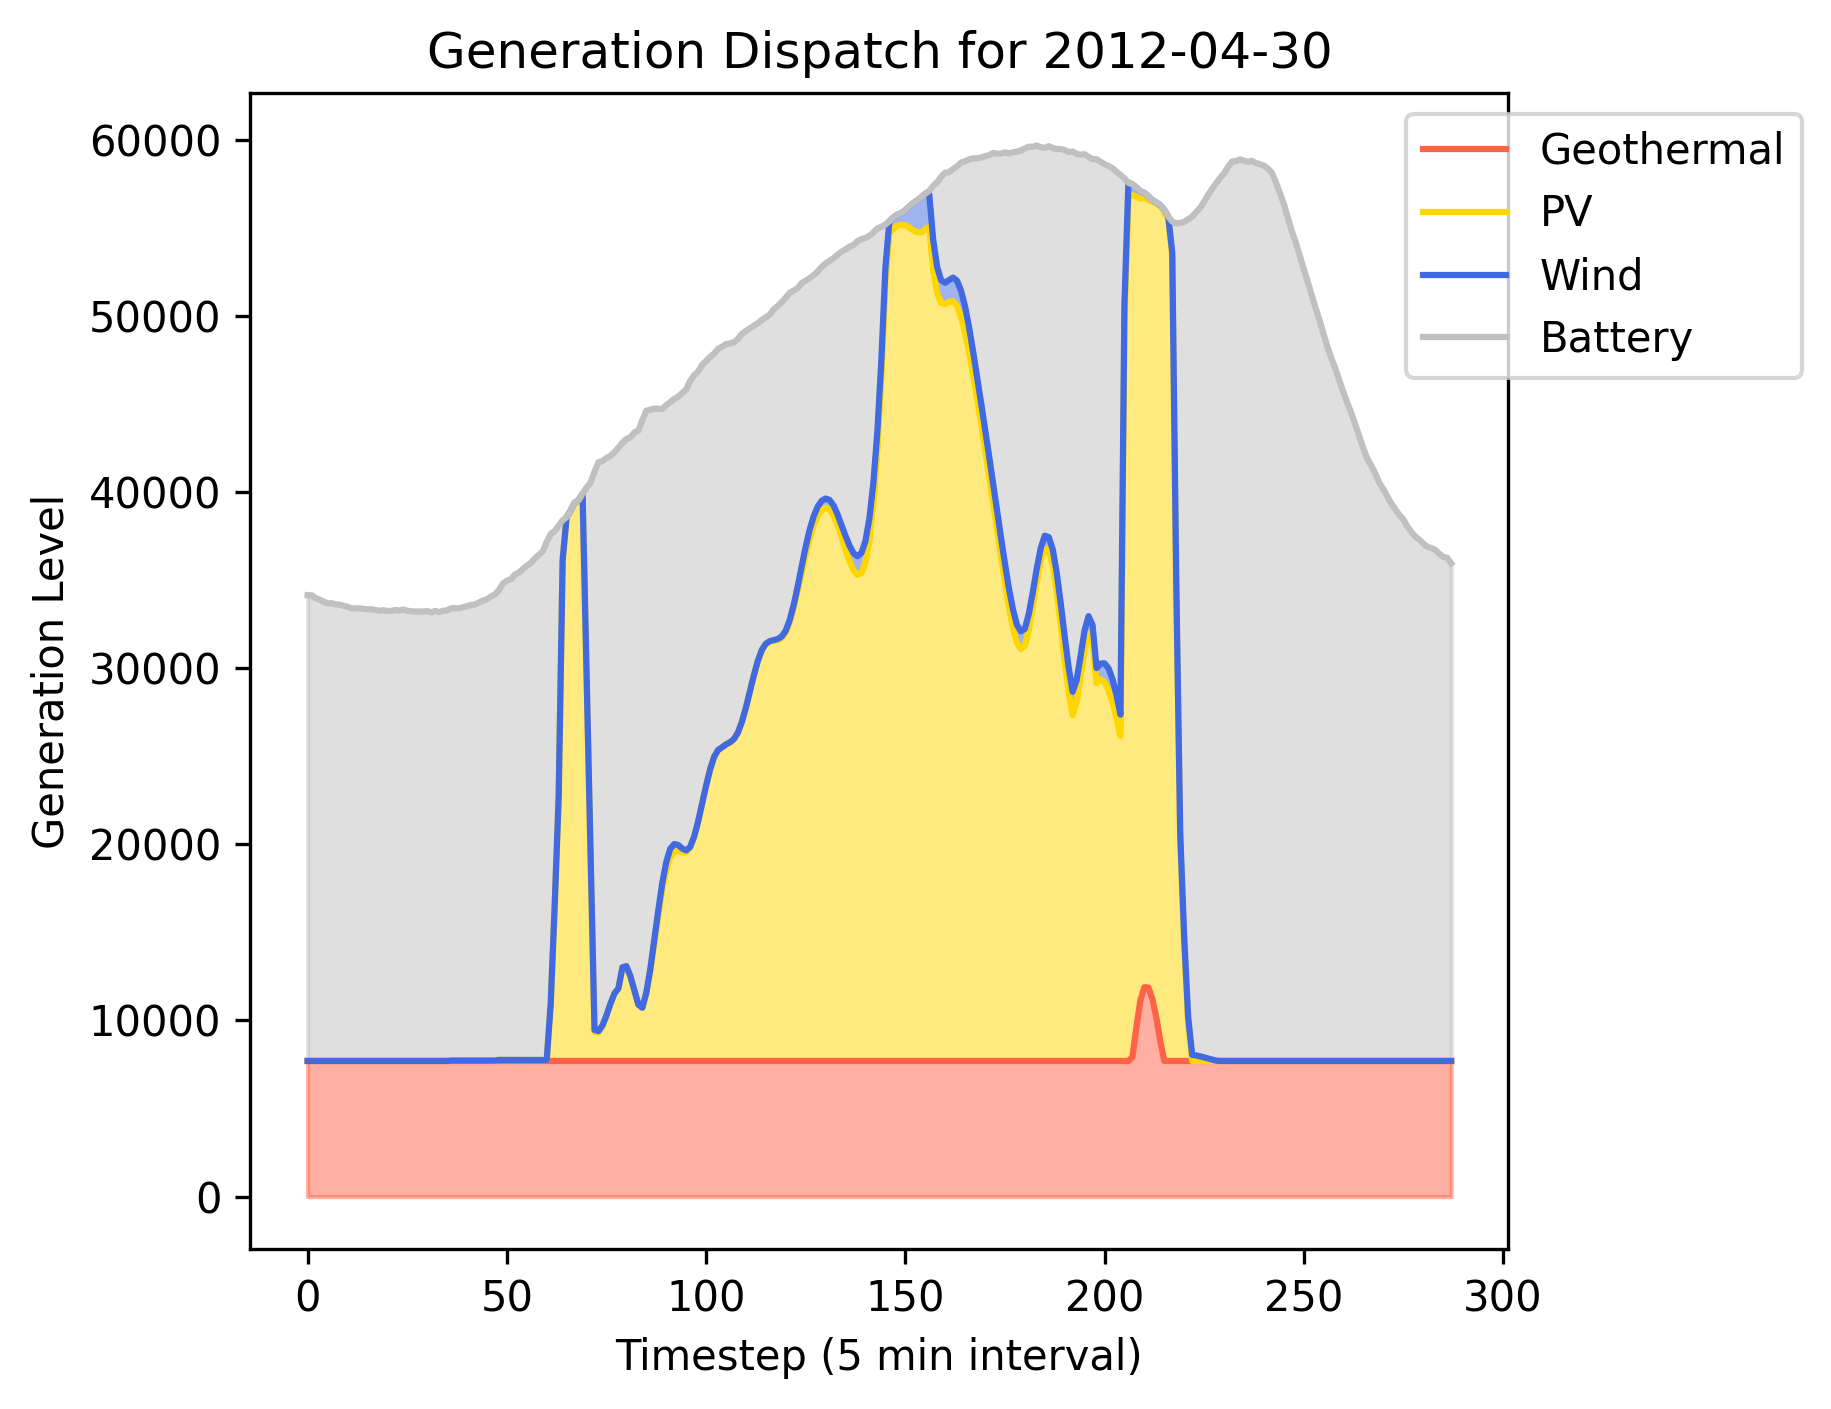 Generation Dispatch for 2012-04-30
Geothermal
PV
Wind
Battery
60000
50000
40000
30000
20000
10000
0
Generation Level
0 50 100 150 200 250 300
Timestep (5 min interval)